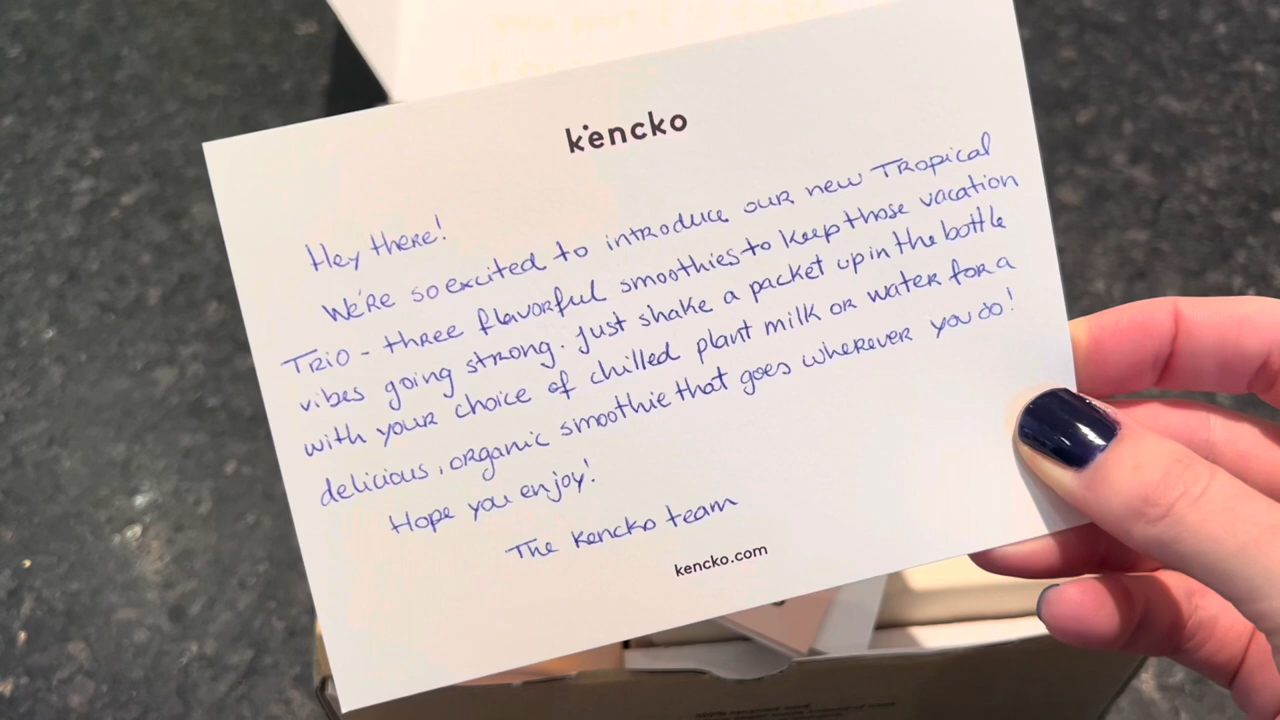 kencko
Hey there!
We're so excited to introduce our new Tropical
Trio - three flavorful smoothies to keep those vacation
vibes going strong. Just shake a packet up in the bottle
with your choice of chilled plant milk or water for a
delicious, organic smoothie that goes wherever you do!
Hope you enjoy!
The Kencko team
kencko.com